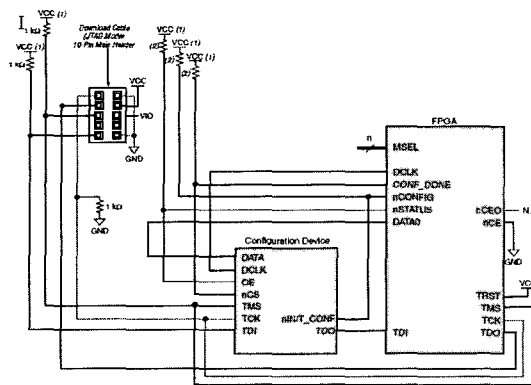 Download Cable
(JTAG Mode)
10-Pin Male Header
VCC (1)
1 kΩ
VCC (1)
1 kΩ
VCC (1)
(2)
VCC (1)
(2)
VCC (1)
(2)
VCC
VIO
GND
1 kΩ
GND
FPGA
n
MSEL
DCLK
CONF_DONE
nCONFIG
nSTATUS
DATA0
nCEO
N
nCE
GND
TRST
VC
TMS
TCK
TDO
TDI
Configuration Device
DATA
DCLK
OE
nCS
TMS
TCK
TDI
nINIT_CONF
TDO